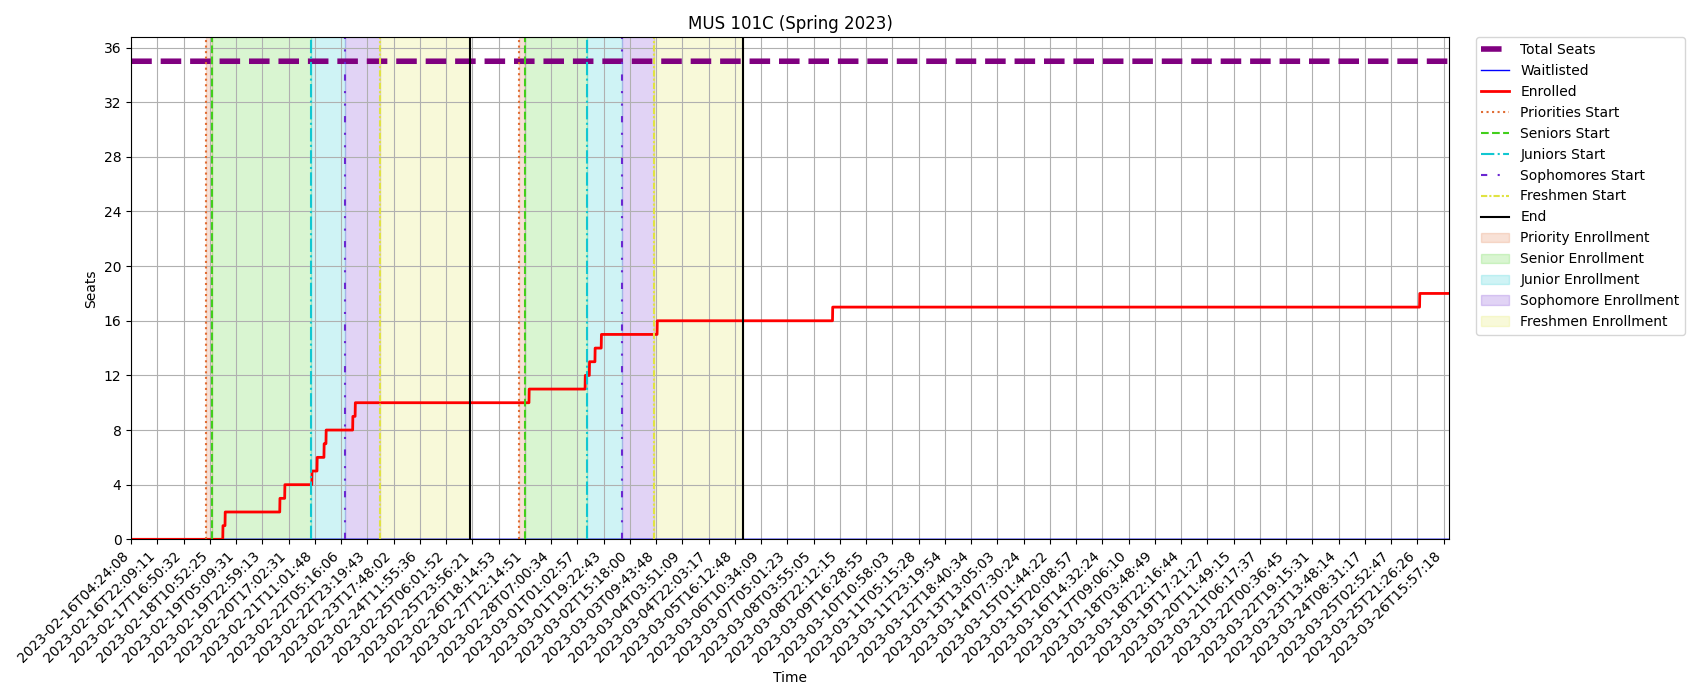 MUS 101C (Spring 2023)
Seats
36
32
28
24
20
16
12
8
4
0
2023-02-16T04:24:08
2023-02-16T22:09:11
2023-02-17T16:50:32
2023-02-18T10:52:25
2023-02-19T05:09:31
2023-02-19T22:59:13
2023-02-20T17:02:31
2023-02-21T11:01:48
2023-02-22T05:16:06
2023-02-22T23:19:43
2023-02-23T17:48:02
2023-02-24T11:55:36
2023-02-25T06:01:52
2023-02-25T23:56:21
2023-02-26T18:14:53
2023-02-27T12:14:51
2023-02-28T07:00:34
2023-03-01T01:02:57
2023-03-01T19:22:43
2023-03-02T15:18:00
2023-03-03T09:43:48
2023-03-04T03:51:09
2023-03-04T22:03:17
2023-03-05T16:12:48
2023-03-06T10:34:09
2023-03-07T05:01:23
2023-03-08T03:55:05
2023-03-08T22:12:15
2023-03-09T16:28:55
2023-03-10T10:58:03
2023-03-11T05:15:28
2023-03-11T23:19:54
2023-03-12T18:40:34
2023-03-13T13:05:03
2023-03-14T07:30:24
2023-03-15T01:44:22
2023-03-15T20:08:57
2023-03-16T14:32:24
2023-03-17T09:06:10
2023-03-18T03:48:49
2023-03-18T22:16:44
2023-03-19T17:21:27
2023-03-20T11:49:15
2023-03-21T06:17:37
2023-03-22T00:36:45
2023-03-22T19:15:31
2023-03-23T13:48:14
2023-03-24T08:31:17
2023-03-25T02:52:47
2023-03-25T21:26:26
2023-03-26T15:57:18
Time
Total Seats
Waitlisted
Enrolled
Priorities Start
Seniors Start
Juniors Start
Sophomores Start
Freshmen Start
End
Priority Enrollment
Senior Enrollment
Junior Enrollment
Sophomore Enrollment
Freshmen Enrollment